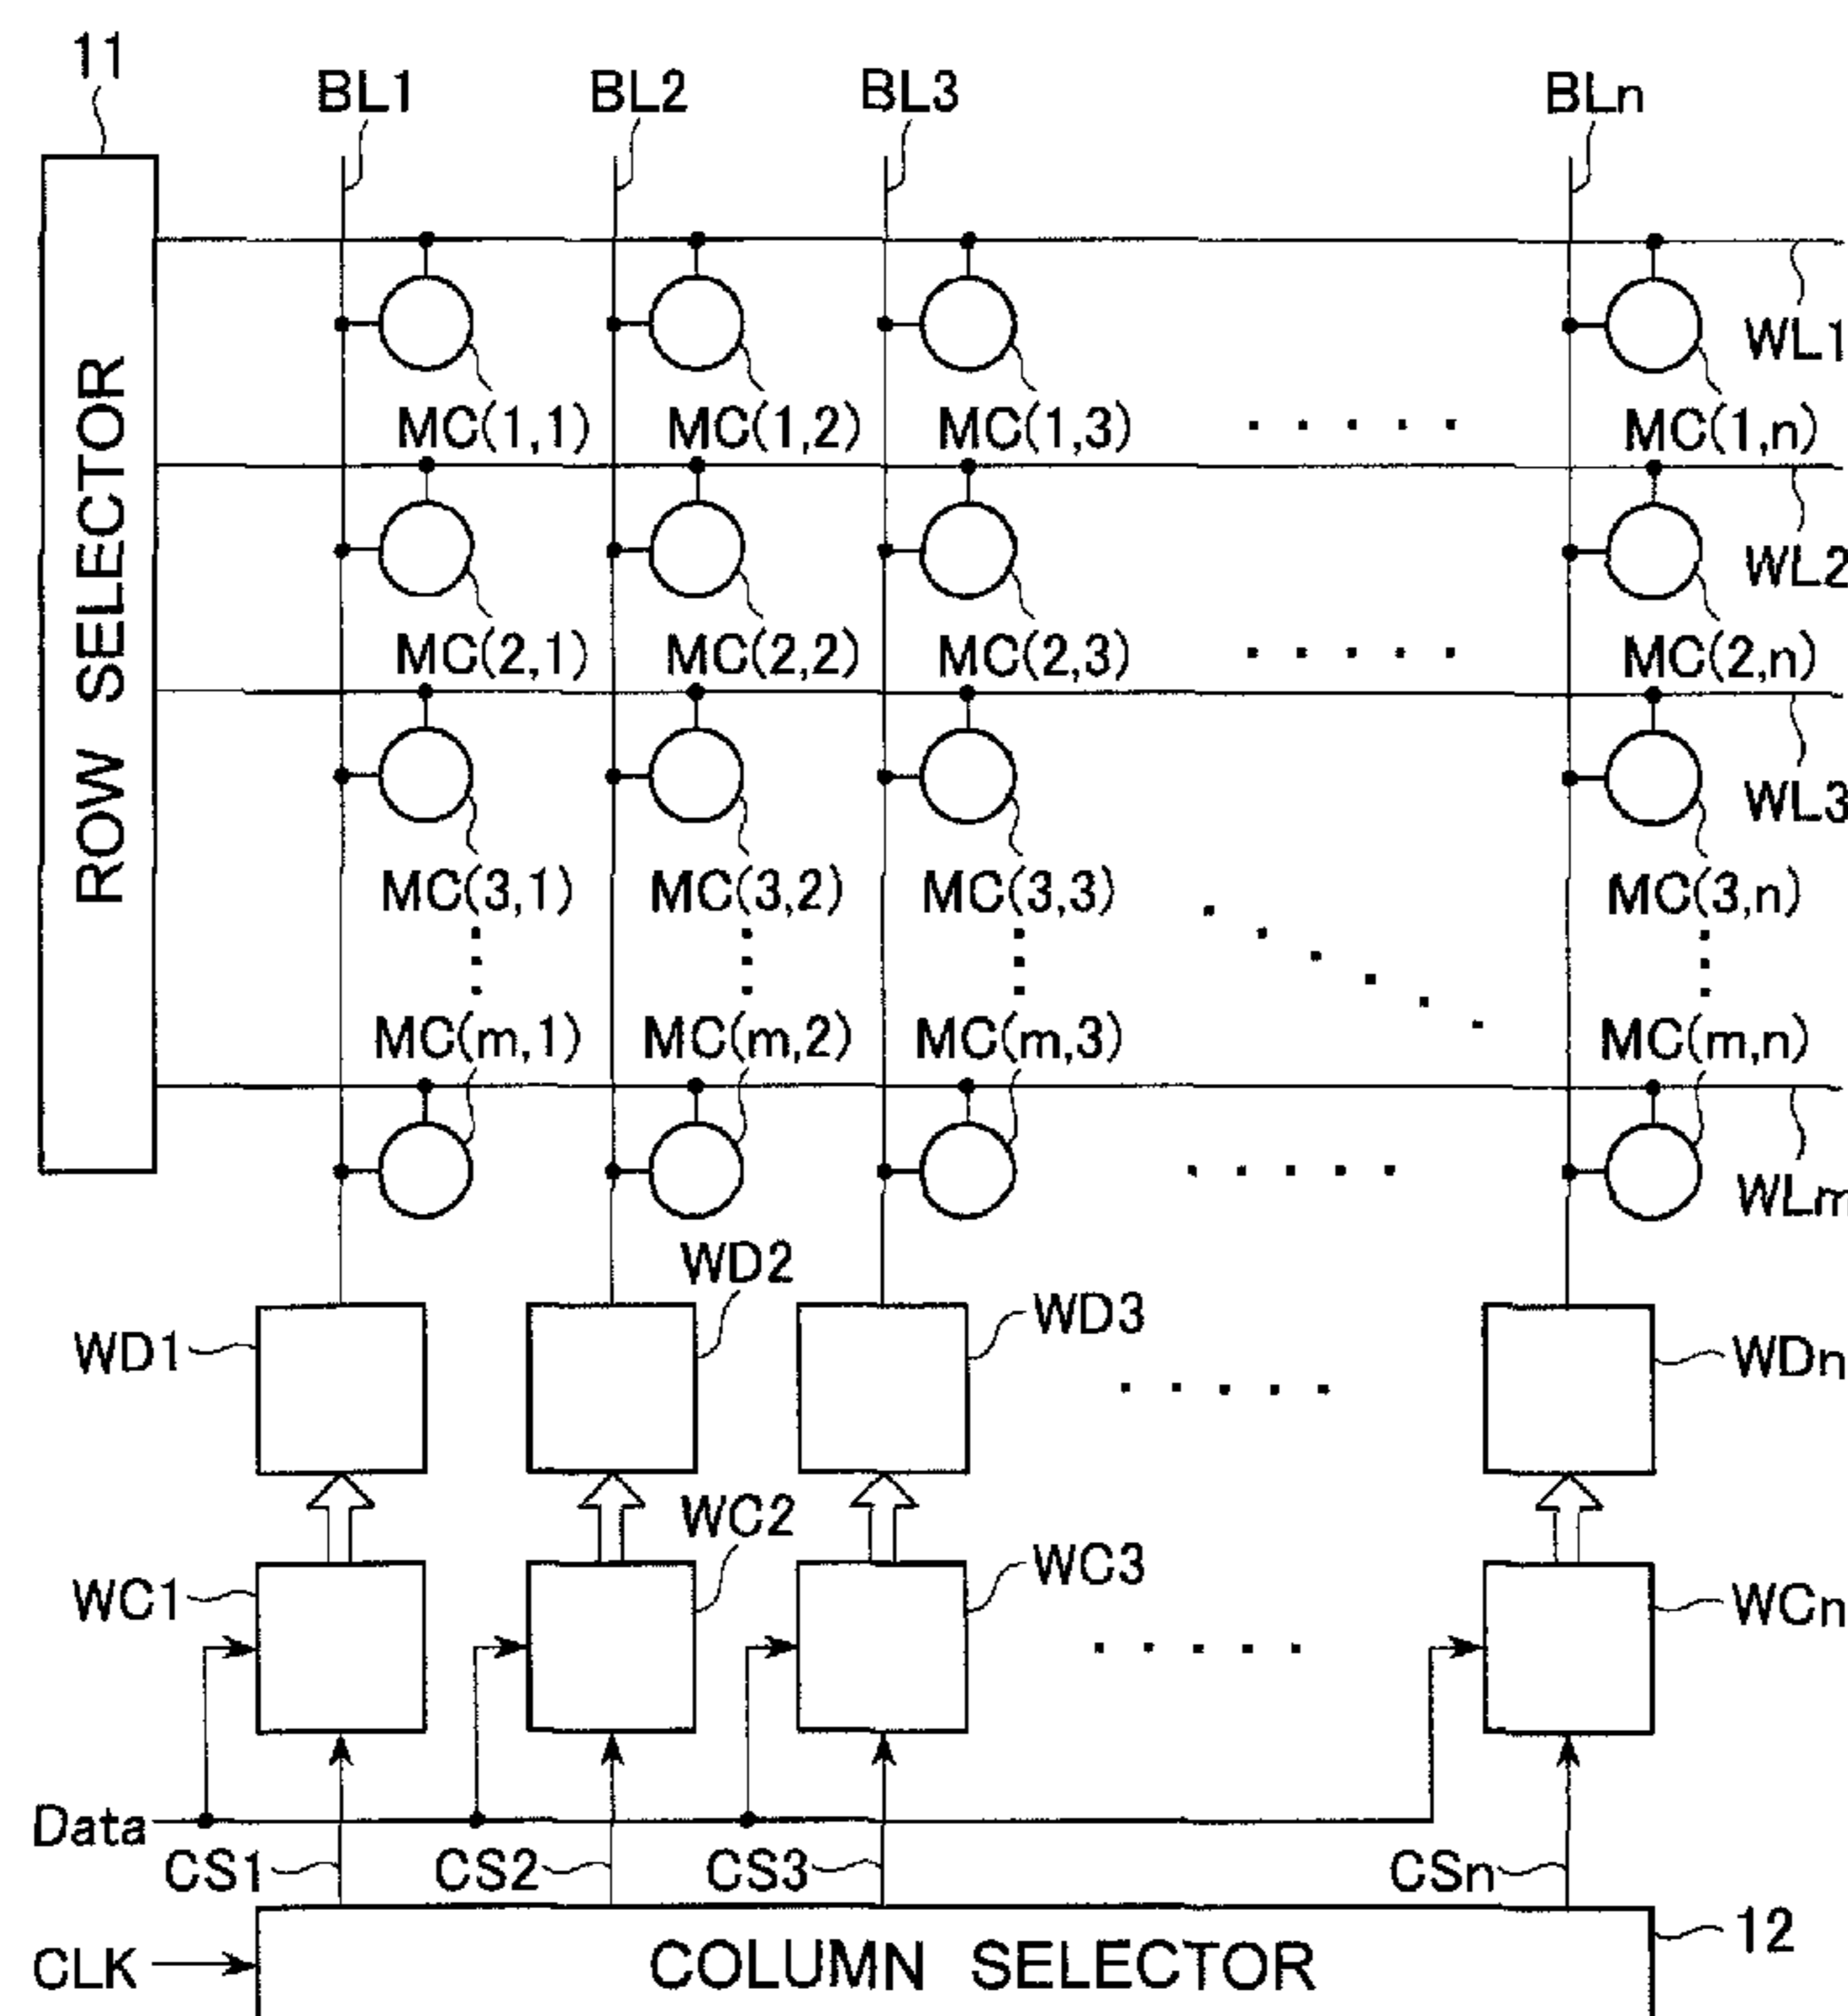 11
BL1 BL2 BL3 BLn
ROW SELECTOR
WL1
MC(1,1) MC(1,2) MC(1,3) ..... MC(1,n)
WL2
MC(2,1) MC(2,2) MC(2,3) ..... MC(2,n)
WL3
MC(3,1) MC(3,2) MC(3,3) MC(3,n)
MC(m,1) MC(m,2) MC(m,3) MC(m,n)
WLm
WD1 WD2 WD3 ..... WDn
WC1 WC2 WC3 ..... WCn
Data
CS1 CS2 CS3 CSn
12
CLK COLUMN SELECTOR